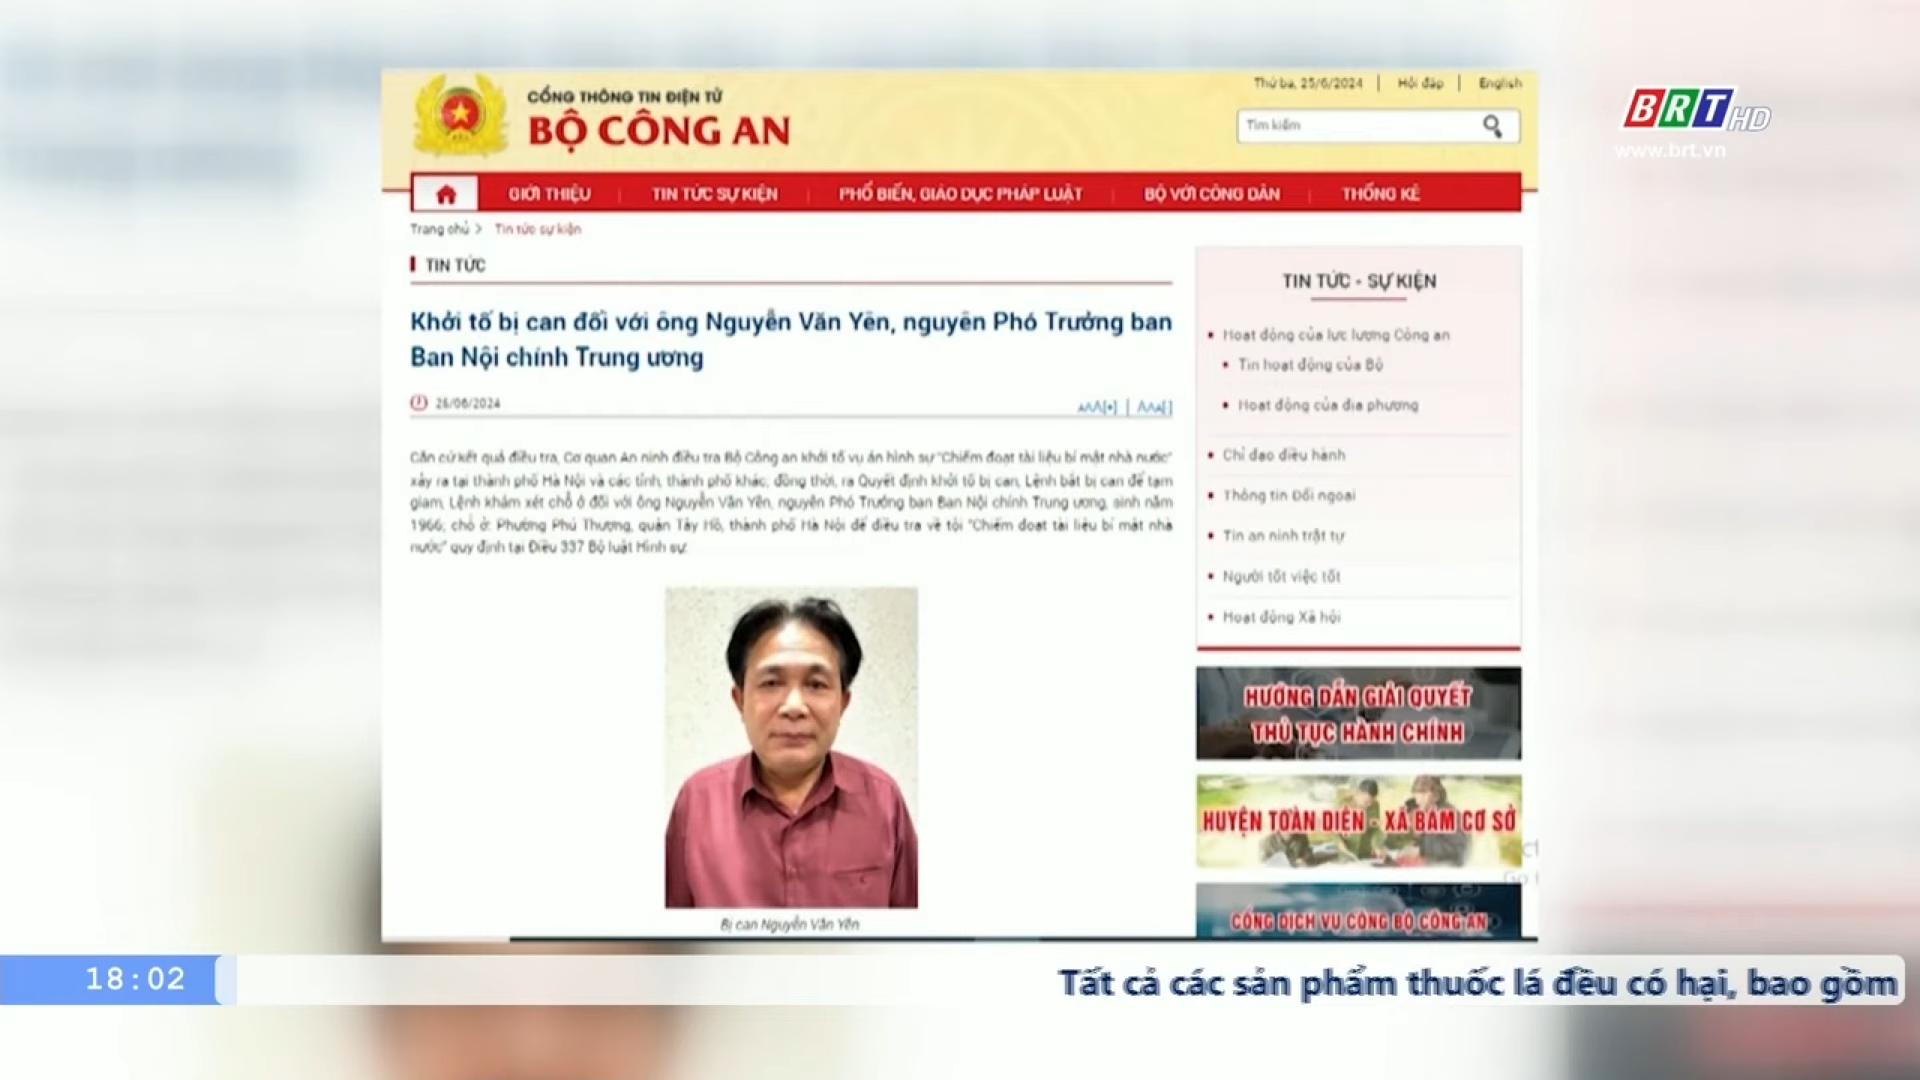 CỔNG THÔNG TIN ĐIỆN TỬ
BỘ CÔNG AN
Thứ ba, 25/6/2024 | Hỏi đáp | English
Tìm kiếm
BRT HD
www.brt.vn
GIỚI THIỆU | TIN TỨC SỰ KIỆN | PHỔ BIẾN, GIÁO DỤC PHÁP LUẬT | BỘ VỚI CÔNG DÂN | THỐNG KÊ
Trang chủ > Tin tức sự kiện
TIN TỨC
Khởi tố bị can đối với ông Nguyễn Văn Yên, nguyên Phó Trưởng ban
Ban Nội chính Trung ương
25/06/2024
Căn cứ kết quả điều tra, Cơ quan An ninh điều tra Bộ Công an khởi tố vụ án hình sự "Chiếm đoạt tài liệu bí mật nhà nước"
xảy ra tại thành phố Hà Nội và các tỉnh, thành phố khác; đồng thời, ra Quyết định khởi tố bị can, Lệnh bắt bị can để tạm
giam, Lệnh khám xét chỗ ở đối với ông Nguyễn Văn Yên, nguyên Phó Trưởng ban Ban Nội chính Trung ương, sinh năm
1966; chỗ ở: Phường Phú Thượng, quận Tây Hồ, thành phố Hà Nội để điều tra về tội "Chiếm đoạt tài liệu bí mật nhà
nước" quy định tại Điều 337 Bộ luật Hình sự.
Bị can Nguyễn Văn Yên
TIN TỨC - SỰ KIỆN
Hoạt động của lực lượng Công an
Tin hoạt động của Bộ
Hoạt động của địa phương
Chỉ đạo điều hành
Thông tin Đối ngoại
Tin an ninh trật tự
Người tốt việc tốt
Hoạt động Xã hội
HƯỚNG DẪN GIẢI QUYẾT
THỦ TỤC HÀNH CHÍNH
HUYỆN TOÀN DIỆN - XÃ BÁM CƠ SỞ
CỔNG DỊCH VỤ CÔNG BỘ CÔNG AN
18:02
Tất cả các sản phẩm thuốc lá đều có hại, bao gồm